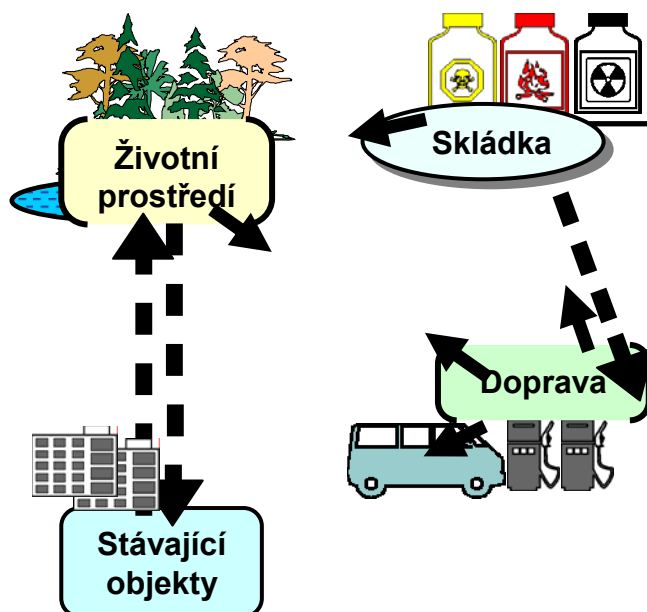 Životní
prostředí
Skládka
Doprava
Stávající
objekty